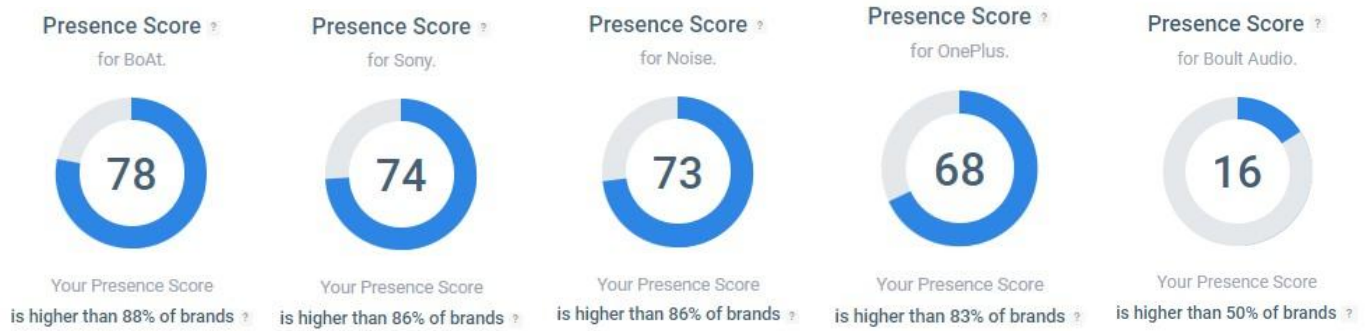 Presence Score ?
for BoAt.
78
Your Presence Score
is higher than 88% of brands ?
Presence Score ?
for Sony.
74
Your Presence Score
is higher than 86% of brands ?
Presence Score ?
for Noise.
73
Your Presence Score
is higher than 86% of brands ?
Presence Score ?
for OnePlus.
68
Your Presence Score
is higher than 83% of brands ?
Presence Score ?
for Boult Audio.
16
Your Presence Score
is higher than 50% of brands ?